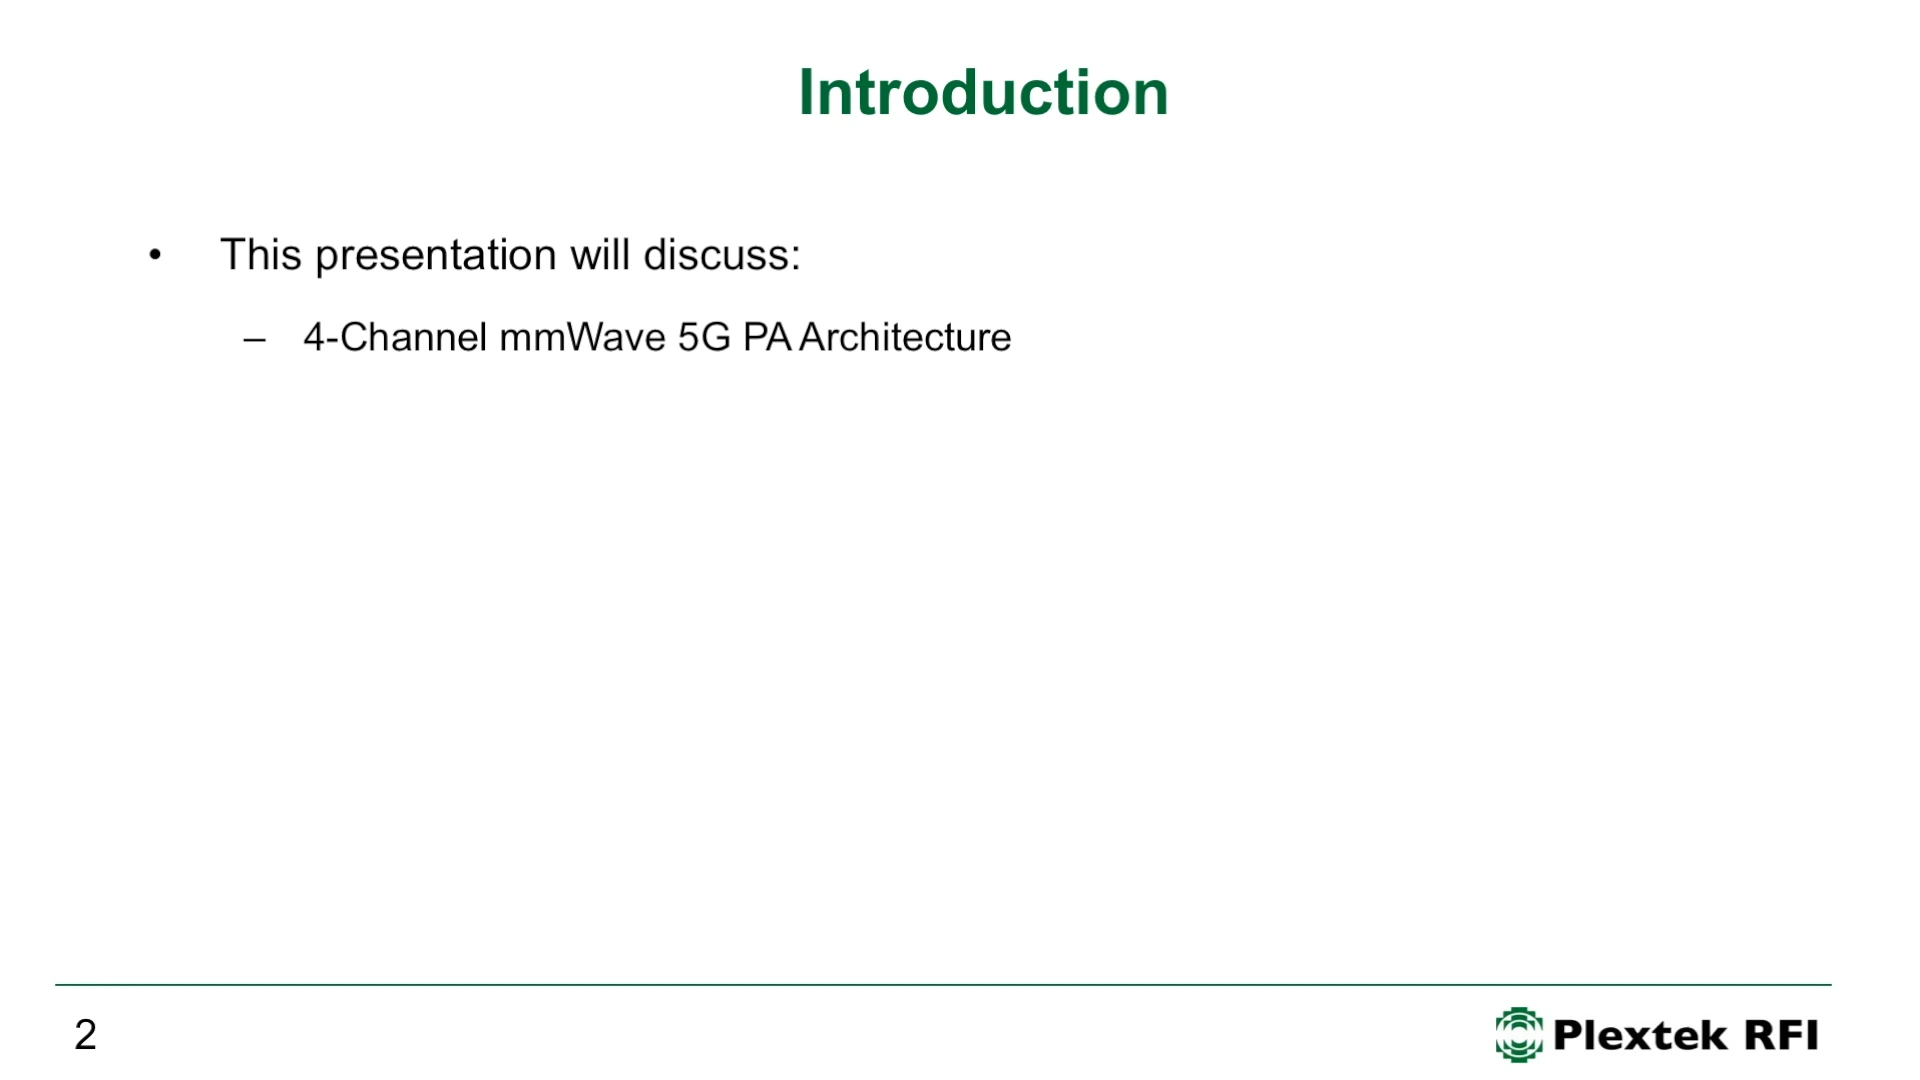 Introduction
• This presentation will discuss:
– 4-Channel mmWave 5G PA Architecture
2
Plextek RFI